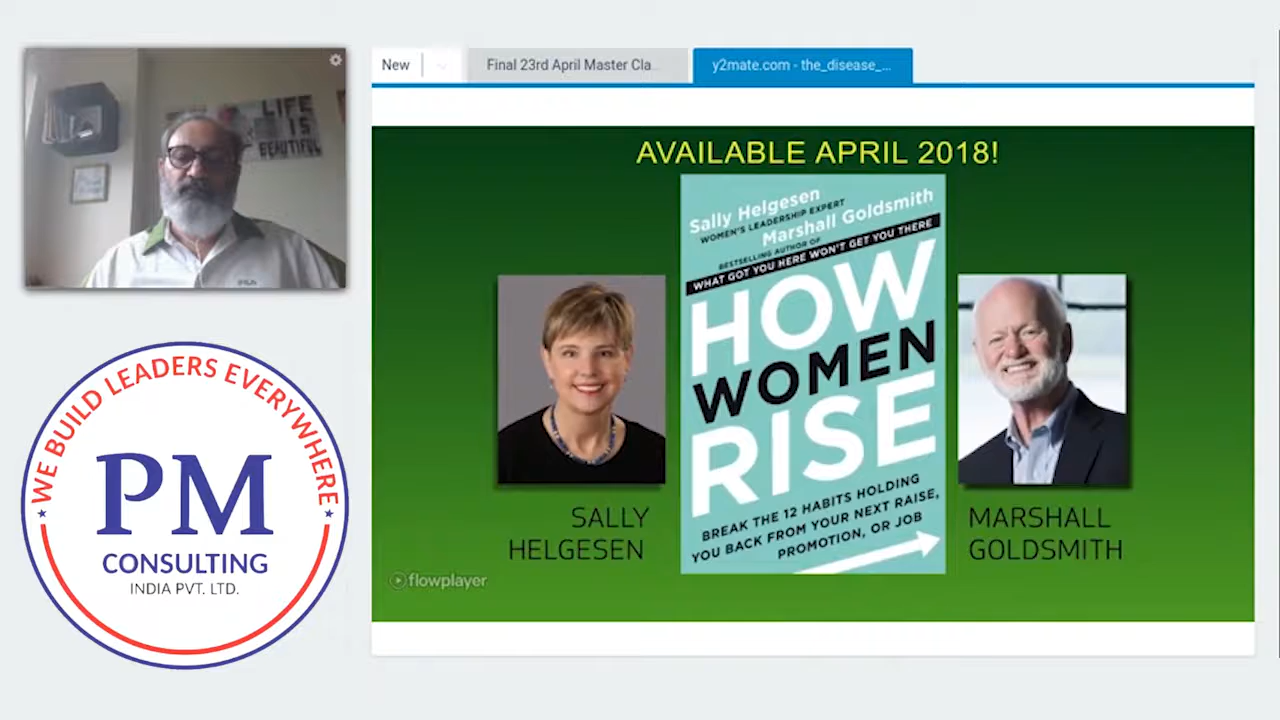 New
Final 23rd April Master Cla...
y2mate.com - the_disease_...
LIFE
IS
BEAUTIFUL
WE BUILD LEADERS EVERYWHERE
PM
CONSULTING
INDIA PVT. LTD.
AVAILABLE APRIL 2018!
Sally Helgesen
WOMEN'S LEADERSHIP EXPERT
Marshall Goldsmith
BESTSELLING AUTHOR OF
WHAT GOT YOU HERE WON'T GET YOU THERE
HOW
WOMEN
RISE
BREAK THE 12 HABITS HOLDING
YOU BACK FROM YOUR NEXT RAISE,
PROMOTION, OR JOB
SALLY
HELGESEN
MARSHALL
GOLDSMITH
flowplayer